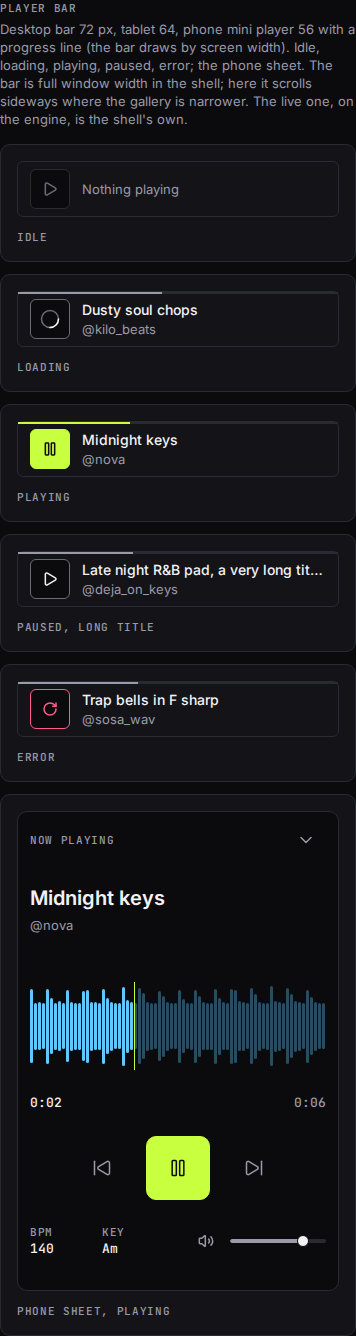 PLAYER BAR
Desktop bar 72 px, tablet 64, phone mini player 56 with a
progress line (the bar draws by screen width). Idle,
loading, playing, paused, error; the phone sheet. The
bar is full window width in the shell; here it scrolls
sideways where the gallery is narrower. The live one, on
the engine, is the shell's own.
Nothing playing
IDLE
Dusty soul chops
@kilo_beats
LOADING
Midnight keys
@nova
PLAYING
Late night R&B pad, a very long tit...
@deja_on_keys
PAUSED, LONG TITLE
Trap bells in F sharp
@sosa_wav
ERROR
NOW PLAYING
Midnight keys
@nova
0:02 0:06
BPM KEY
140 Am
PHONE SHEET, PLAYING